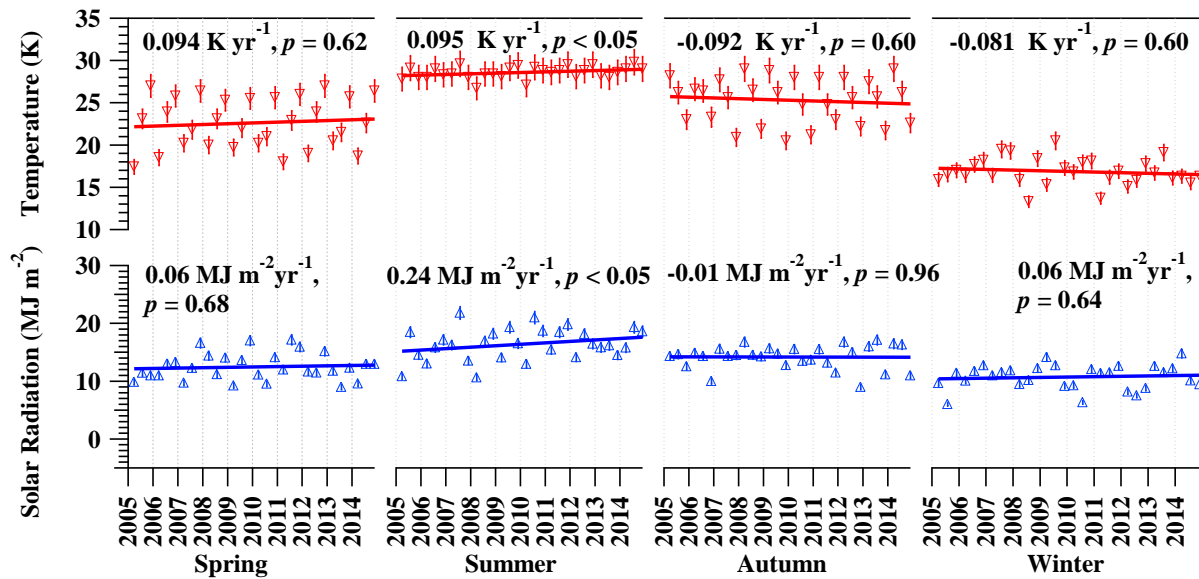 Temperature (K)
35
30
25
20
15
10
0.094 K yr-1, p = 0.62
0.095 K yr-1, p < 0.05
-0.092 K yr-1, p = 0.60
-0.081 K yr-1, p = 0.60
Solar Radiation (MJ m-2)
30
20
10
0
0.06 MJ m-2yr-1,
p = 0.68
0.24 MJ m-2yr-1, p < 0.05
-0.01 MJ m-2yr-1, p = 0.96
0.06 MJ m-2yr-1,
p = 0.64
2005 2006 2007 2008 2009 2010 2011 2012 2013 2014
2005 2006 2007 2008 2009 2010 2011 2012 2013 2014
2005 2006 2007 2008 2009 2010 2011 2012 2013 2014
2005 2006 2007 2008 2009 2010 2011 2012 2013 2014
Spring Summer Autumn Winter